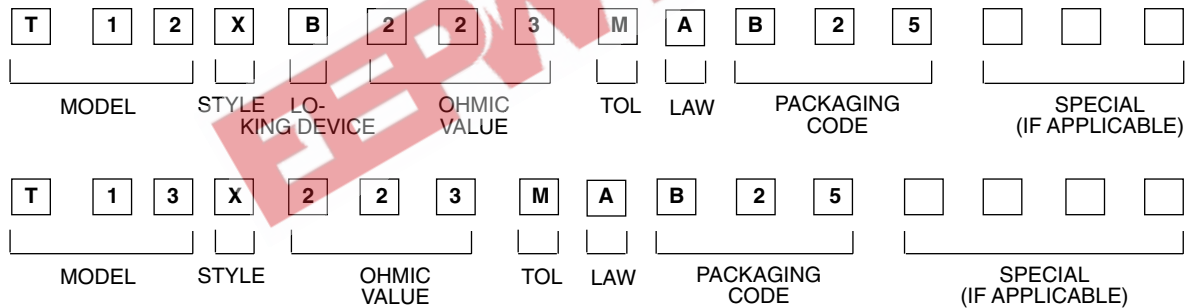 T 1 2 X B 2 2 3 M A B 2 5
MODEL STYLE LO- OHMIC TOL LAW PACKAGING SPECIAL
KING DEVICE VALUE CODE (IF APPLICABLE)
T 1 3 X 2 2 3 M A B 2 5
MODEL STYLE OHMIC TOL LAW PACKAGING SPECIAL
VALUE CODE (IF APPLICABLE)